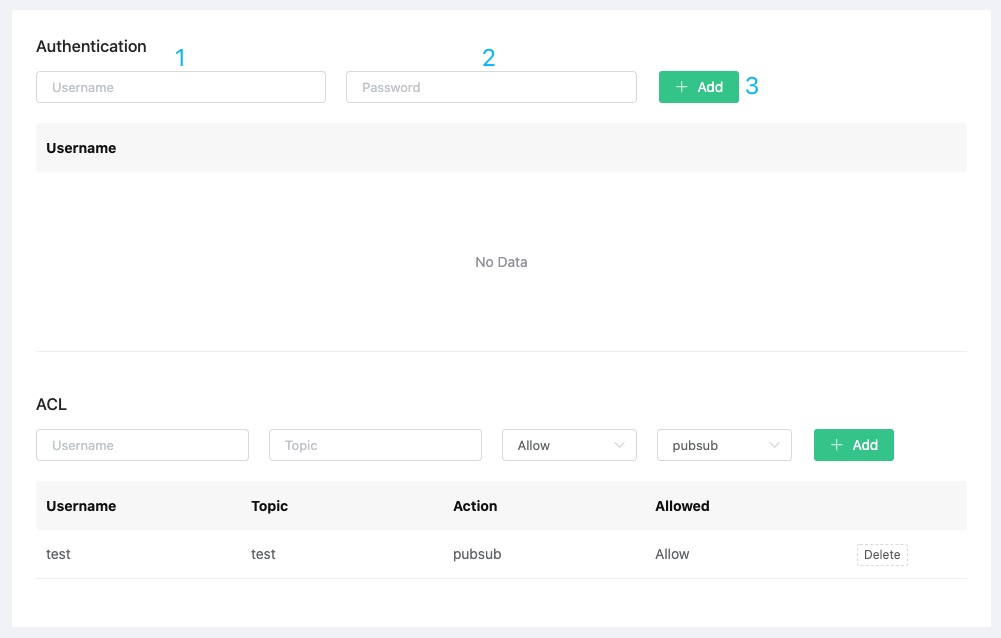 Authentication
1 2
Username Password + Add 3
Username
No Data
ACL
Username Topic Allow pubsub + Add
Username Topic Action Allowed
test test pubsub Allow Delete